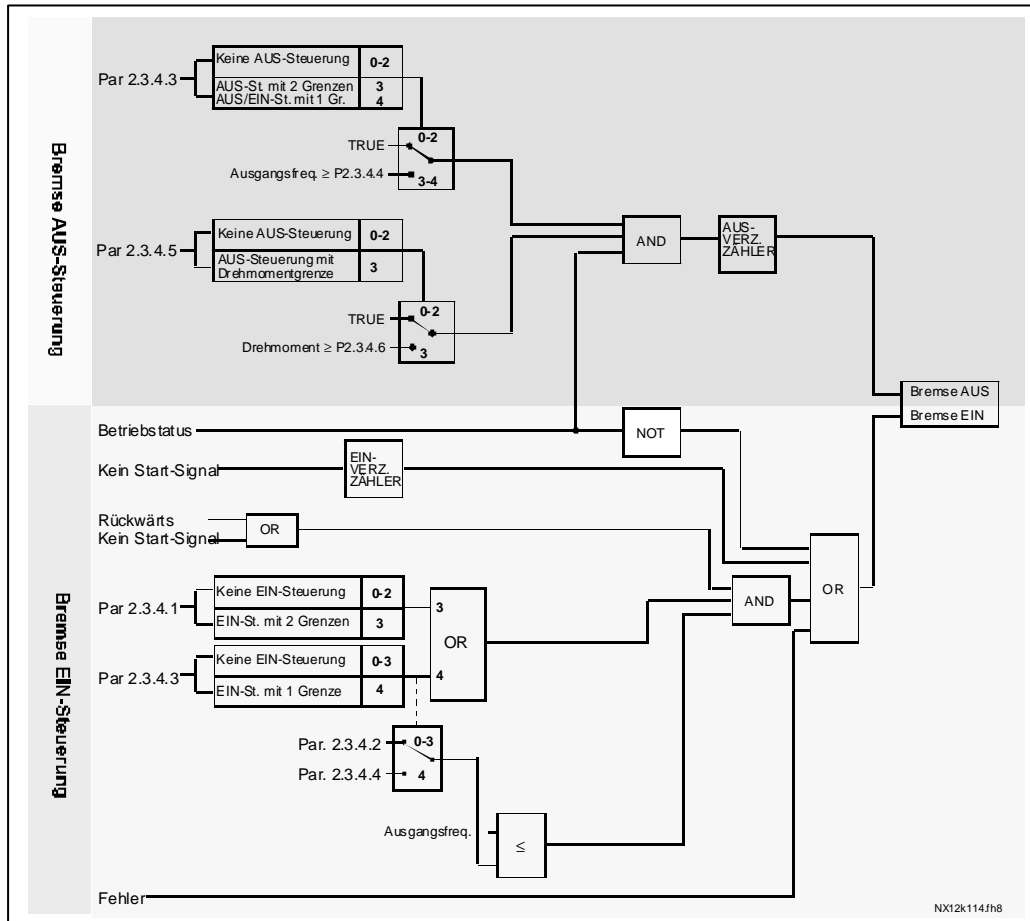 Bremse AUS-Steuerung
Par 2.3.4.3
Keine AUS-Steuerung 0-2
AUS-St. mit 2 Grenzen 3
AUS/EIN-St. mit 1 Gr. 4
0-2
TRUE
Ausgangsfreq. ≥ P2.3.4.4
3-4
Par 2.3.4.5
Keine AUS-Steuerung 0-2
AUS-Steuerung mit
Drehmomentgrenze
3
0-2
TRUE
Drehmoment ≥ P2.3.4.6
3
AND
AUS-
VERZ.
ZÄHLER
Bremse AUS
Bremse EIN
Bremse EIN-Steuerung
Betriebstatus
NOT
Kein Start-Signal
EIN-
VERZ.
ZÄHLER
Rückwärts
Kein Start-Signal
OR
Par 2.3.4.1
Keine EIN-Steuerung 0-2
EIN-St. mit 2 Grenzen 3
Par 2.3.4.3
Keine EIN-Steuerung 0-3
EIN-St. mit 1 Grenze 4
3
OR
4
AND
OR
Par. 2.3.4.2
0-3
Par. 2.3.4.4
4
Ausgangsfreq.
≤
Fehler
NX12k114.fh8